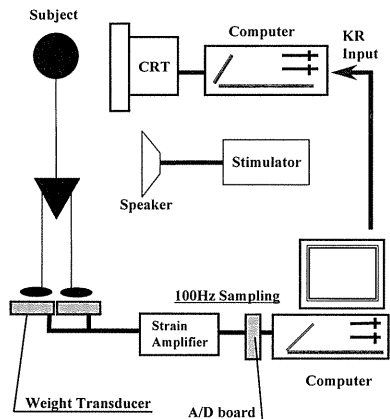 Subject
Computer
KR
Input
CRT
Stimulator
Speaker
100Hz Sampling
Strain
Amplifier
Computer
Weight Transducer
A/D board